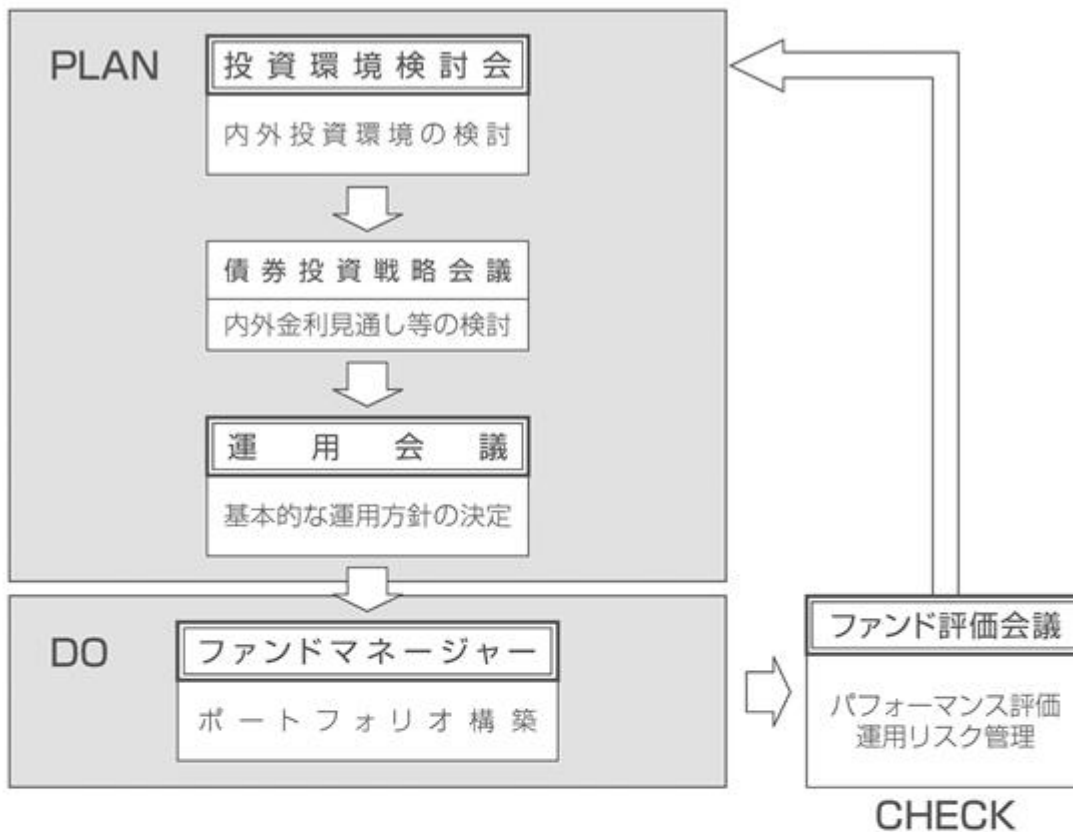 PLAN
投資環境検討会
内外投資環境の検討
債券投資戦略会議
内外金利見通し等の検討
運用会議
基本的な運用方針の決定
DO
ファンドマネージャー
ポートフォリオ構築
ファンド評価会議
パフォーマンス評価
運用リスク管理
CHECK